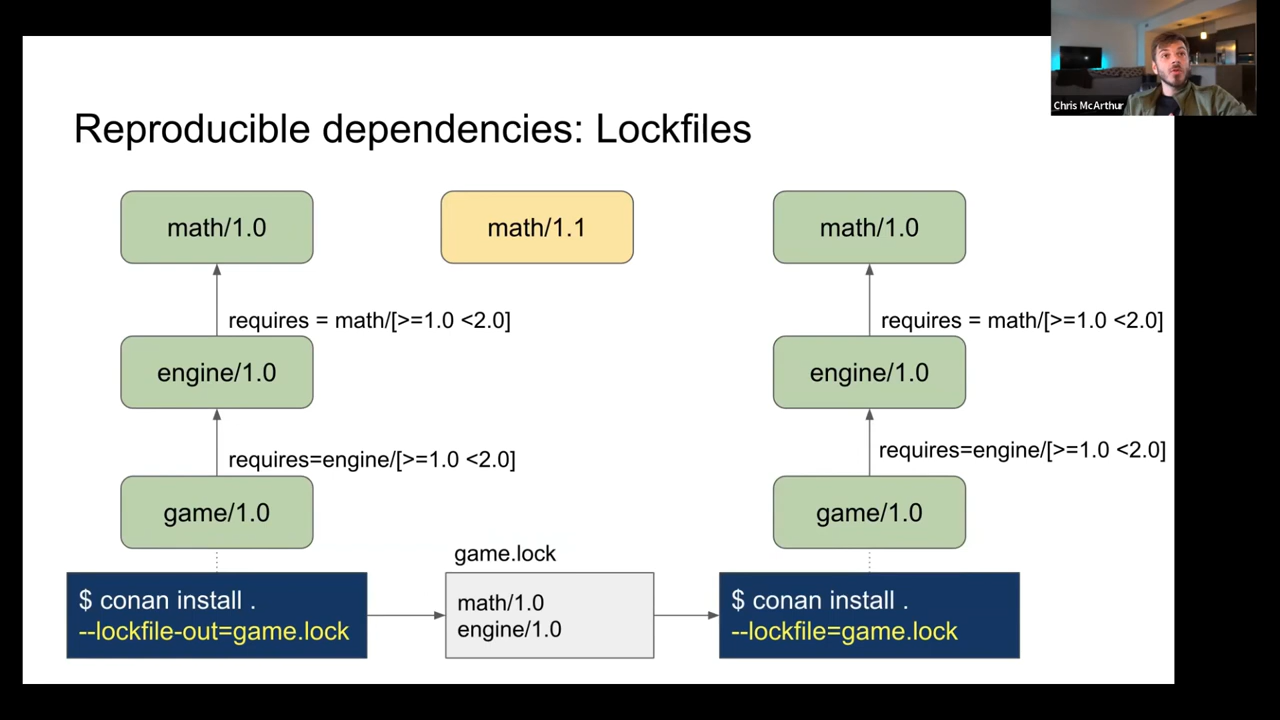 Chris McArthur
Reproducible dependencies: Lockfiles
math/1.0
math/1.1
math/1.0
requires = math/[>=1.0 <2.0]
requires = math/[>=1.0 <2.0]
engine/1.0
engine/1.0
requires=engine/[>=1.0 <2.0]
requires=engine/[>=1.0 <2.0]
game/1.0
game/1.0
game.lock
$ conan install .
--lockfile-out=game.lock
math/1.0
engine/1.0
$ conan install .
--lockfile=game.lock